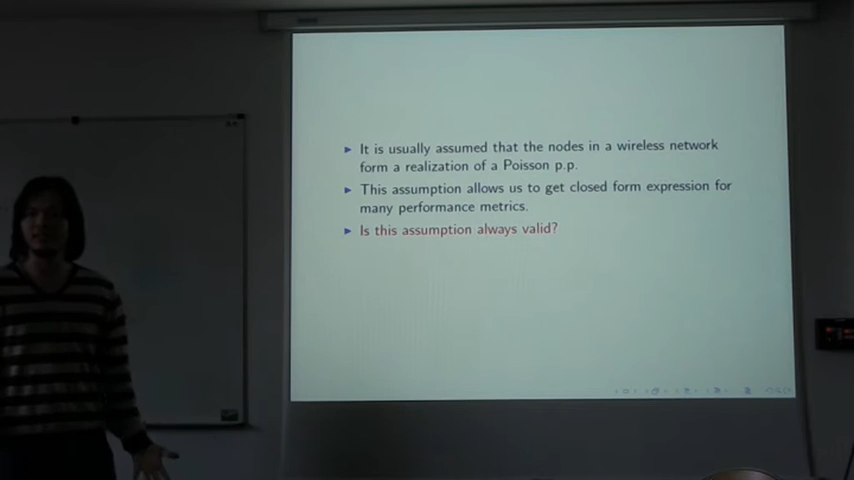 It is usually assumed that the nodes in a wireless network
form a realization of a Poisson p.p.
This assumption allows us to get closed form expression for
many performance metrics.
Is this assumption always valid?